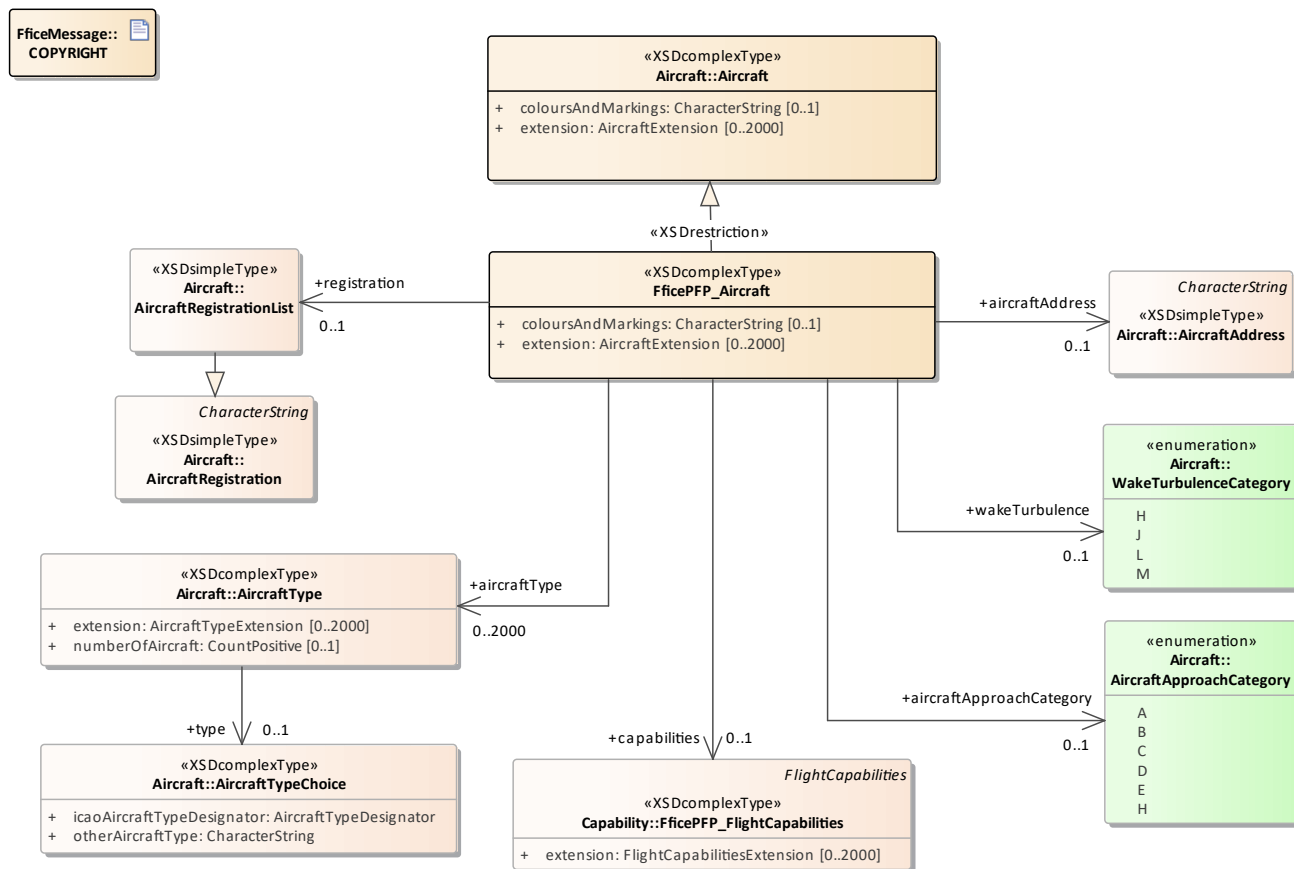 FficeMessage::
COPYRIGHT
«XSDcomplexType»
Aircraft::Aircraft
+ coloursAndMarkings: CharacterString [0..1]
+ extension: AircraftExtension [0..2000]
«XSDrestriction»
«XSDsimpleType»
Aircraft::
AircraftRegistrationList
+registration
0..1
«XSDcomplexType»
FficePFP_Aircraft
+ coloursAndMarkings: CharacterString [0..1]
+ extension: AircraftExtension [0..2000]
+aircraftAddress
0..1
CharacterString
«XSDsimpleType»
Aircraft::AircraftAddress
CharacterString
«XSDsimpleType»
Aircraft::
AircraftRegistration
«enumeration»
Aircraft::
WakeTurbulenceCategory
H
J
L
M
+wakeTurbulence
0..1
«XSDcomplexType»
Aircraft::AircraftType
+ extension: AircraftTypeExtension [0..2000]
+ numberOfAircraft: CountPositive [0..1]
+aircraftType
0..2000
«enumeration»
Aircraft::
AircraftApproachCategory
A
B
C
D
E
H
+aircraftApproachCategory
0..1
+type
0..1
+capabilities
0..1
«XSDcomplexType»
Aircraft::AircraftTypeChoice
+ icaoAircraftTypeDesignator: AircraftTypeDesignator
+ otherAircraftType: CharacterString
FlightCapabilities
«XSDcomplexType»
Capability::FficePFP_FlightCapabilities
+ extension: FlightCapabilitiesExtension [0..2000]